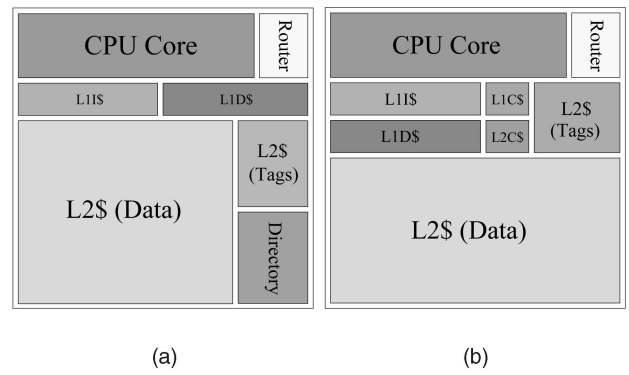 CPU Core
Router
L1I$
L1D$
L2$ (Data)
L2$
(Tags)
Directory
(a)
CPU Core
Router
L1I$
L1C$
L2$
(Tags)
L1D$
L2C$
L2$ (Data)
(b)